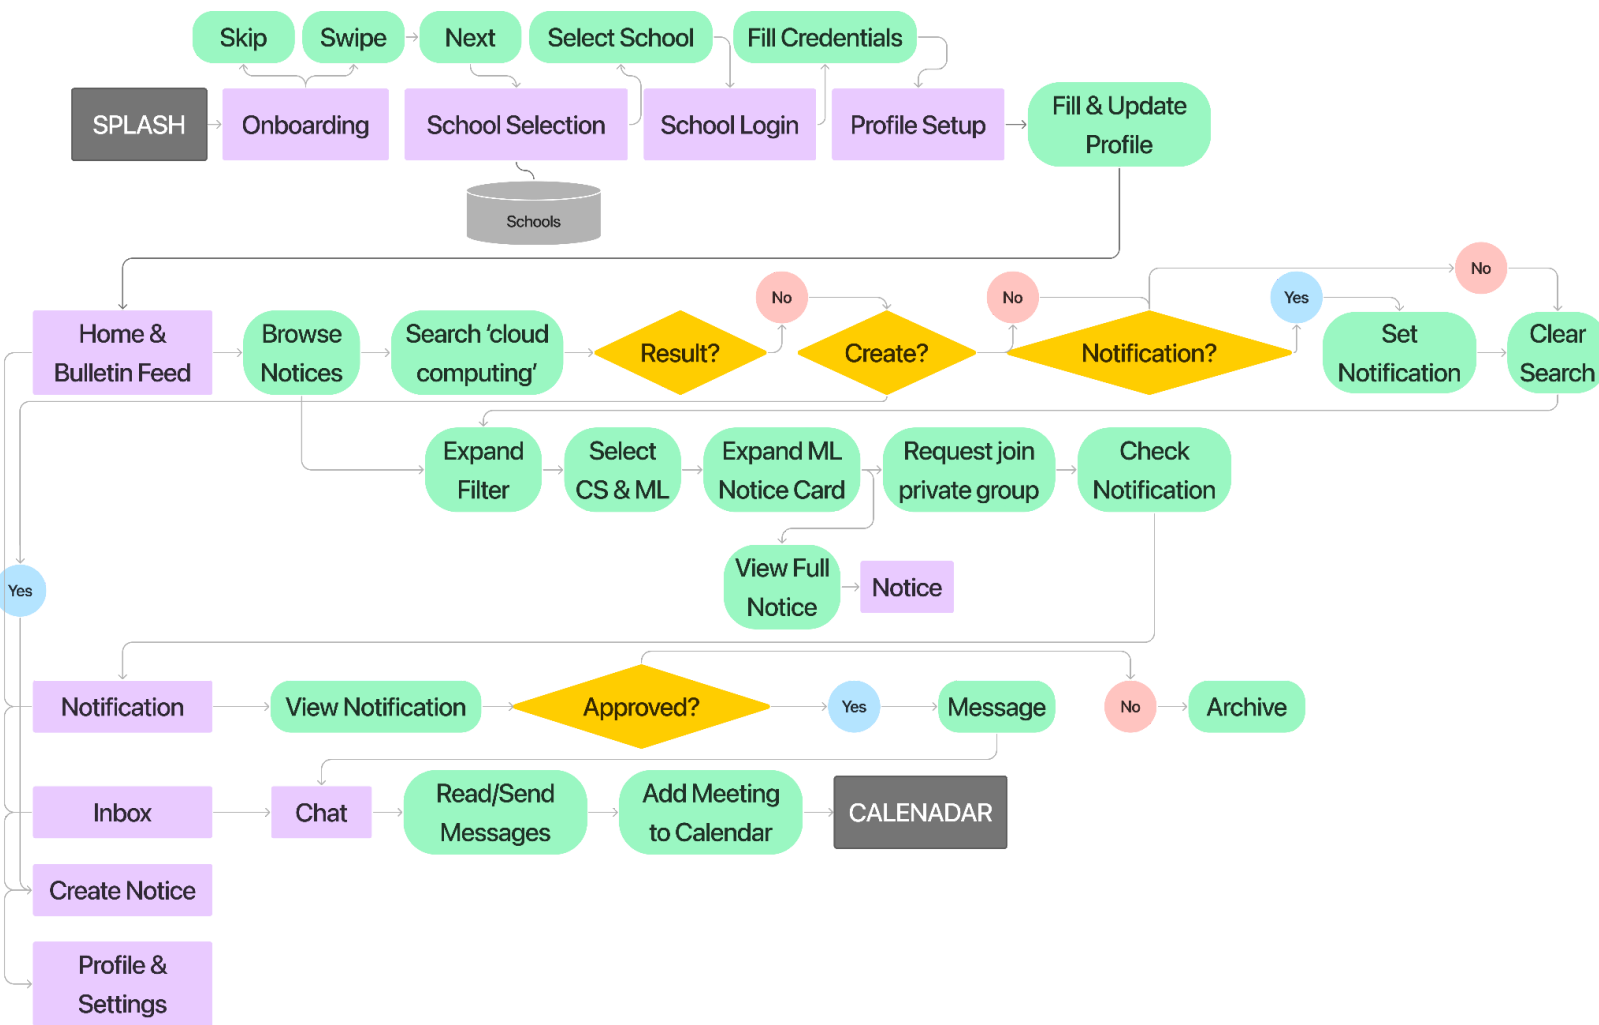 Skip
Swipe
Next
Select School
Fill Credentials
SPLASH
Onboarding
School Selection
School Login
Profile Setup
Fill & Update
Profile
Schools
No
No
Yes
No
Home &
Bulletin Feed
Browse
Notices
Search ‘cloud
computing’
Result?
Create?
Notification?
Set
Notification
Clear
Search
Expand
Filter
Select
CS & ML
Expand ML
Notice Card
Request join
private group
Check
Notification
View Full
Notice
Notice
Yes
Notification
View Notification
Approved?
Yes
Message
No
Archive
Inbox
Chat
Read/Send
Messages
Add Meeting
to Calendar
CALENADAR
Create Notice
Profile &
Settings